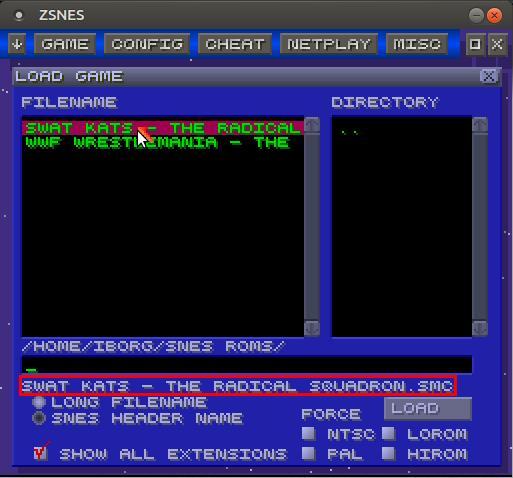 ZSNES
GAME CONFIG CHEAT NETPLAY MISC X
LOAD GAME X
FILENAME DIRECTORY
SWAT KATS - THE RADICAL ..
WWF WRESTLEMANIA - THE
/HOME/IBORG/SNES ROMS/
_
SWAT KATS - THE RADICAL SQUADRON.SMC
LONG FILENAME
SNES HEADER NAME
FORCE LOAD
NTSC LOROM
SHOW ALL EXTENSIONS PAL HIROM